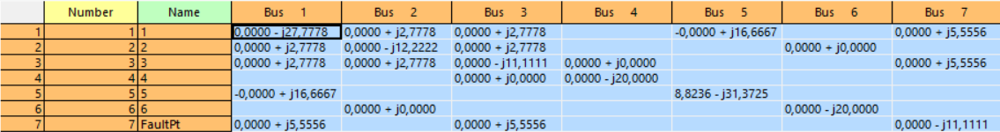 Number Name Bus 1 Bus 2 Bus 3 Bus 4 Bus 5 Bus 6 Bus 7
1 1 1 0,0000 - j27,7778 0,0000 + j2,7778 0,0000 + j2,7778 -0,0000 + j16,6667 0,0000 + j5,5556
2 2 2 0,0000 + j2,7778 0,0000 - j12,2222 0,0000 + j2,7778 0,0000 + j0,0000
3 3 3 0,0000 + j2,7778 0,0000 + j2,7778 0,0000 - j11,1111 0,0000 + j0,0000 0,0000 + j5,5556
4 4 4 0,0000 + j0,0000 0,0000 - j20,0000
5 5 5 -0,0000 + j16,6667 8,8236 - j31,3725
6 6 6 0,0000 + j0,0000 0,0000 - j20,0000
7 7 FaultPt 0,0000 + j5,5556 0,0000 + j5,5556 0,0000 - j11,1111